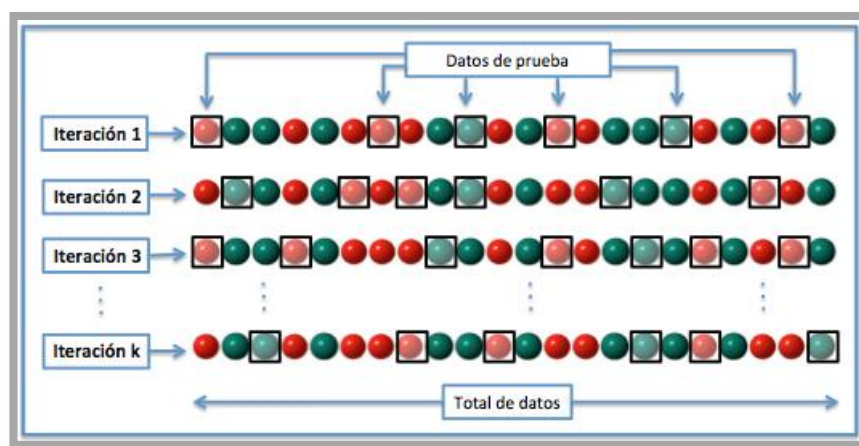 Datos de prueba
Iteración 1
Iteración 2
Iteración 3
Iteración k
Total de datos